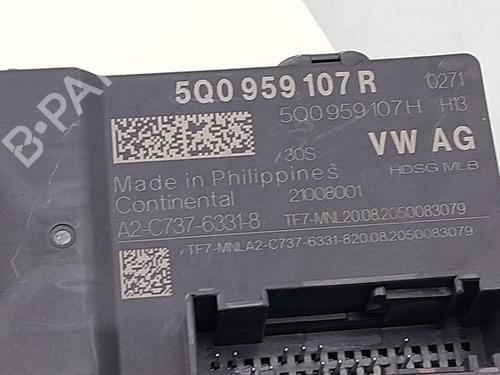 5Q0 959 107 R 0271
5Q0 959 107 H H13
30S VW AG
Made in Philippines HDSG MLB
Continental 21008001
A2-C737-6331-8 TF7-MNL20.08.2050083079
TF7-MNLA2-C737-6331-820.08.2050083079